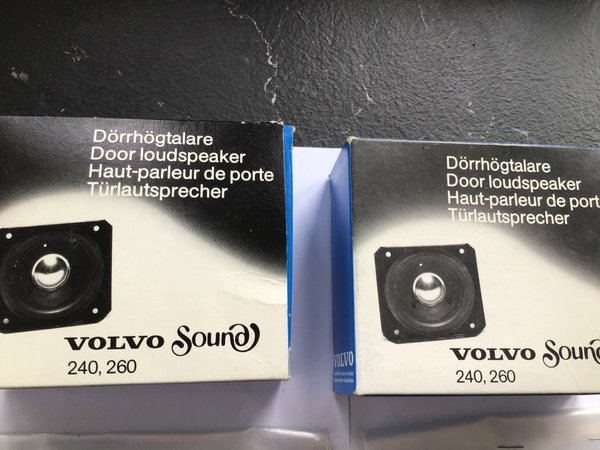 Dörrhögtalare
Door loudspeaker
Haut-parleur de porte
Türlautsprecher
VOLVO Sound
240, 260
Dörrhögtalare
Door loudspeaker
Haut-parleur de port
Türlautsprecher
VOLVO Sound
240, 260
VOLVO